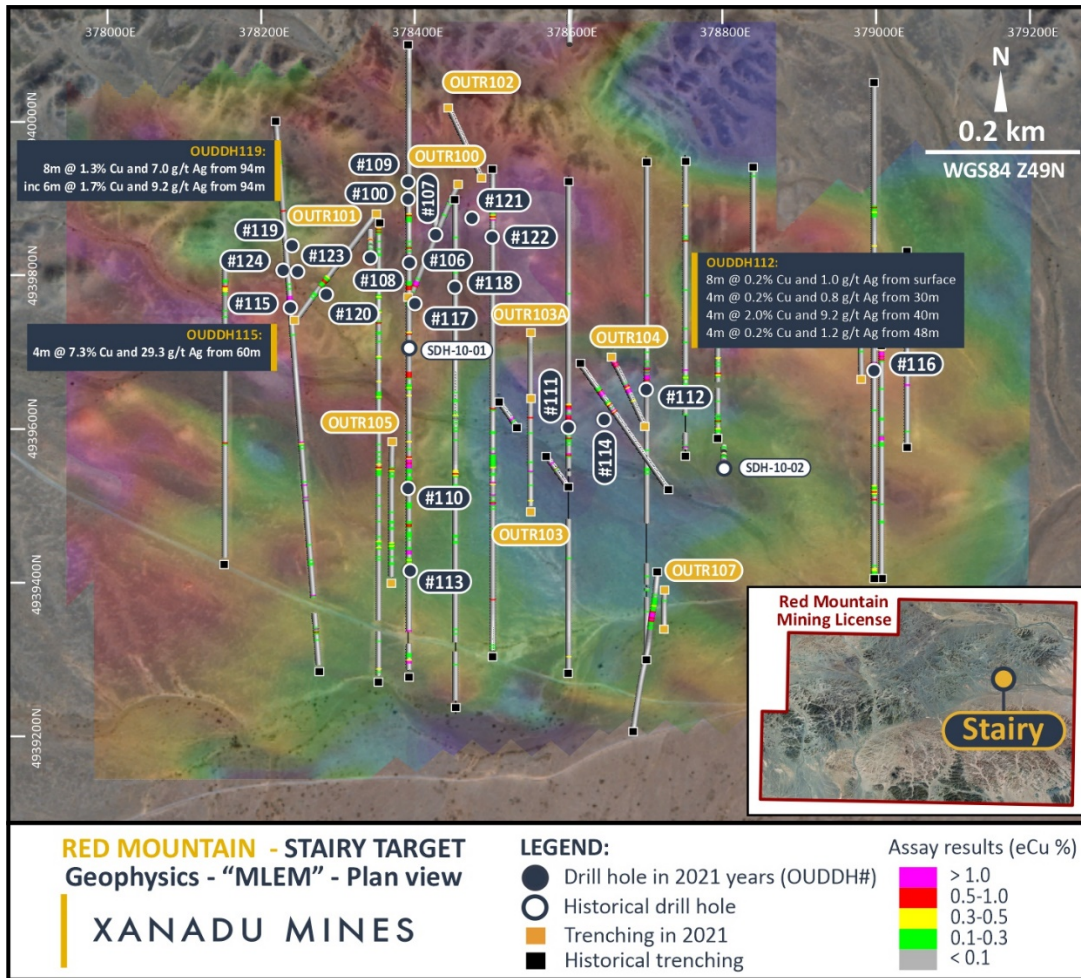 378000E
378200E
378400E
378600E
378800E
379000E
379200E
N
0.2 km
WGS84 Z49N
4940000N
4939800N
4939600N
4939400N
4939200N
OUDDH119:
8m @ 1.3% Cu and 7.0 g/t Ag from 94m
inc 6m @ 1.7% Cu and 9.2 g/t Ag from 94m
OUDDH115:
4m @ 7.3% Cu and 29.3 g/t Ag from 60m
OUDDH112:
8m @ 0.2% Cu and 1.0 g/t Ag from surface
4m @ 0.2% Cu and 0.8 g/t Ag from 30m
4m @ 2.0% Cu and 9.2 g/t Ag from 40m
4m @ 0.2% Cu and 1.2 g/t Ag from 48m
OUTR102
OUTR100
OUTR101
#109
#100
#107
#121
#122
#119
#123
#124
#108
#106
#118
#115
#120
#117
SDH-10-01
OUTR103A
OUTR104
#116
#112
#111
#114
OUTR105
SDH-10-02
#110
OUTR103
#113
OUTR107
Red Mountain
Mining License
Stairy
RED MOUNTAIN - STAIRY TARGET
Geophysics - “MLEM” - Plan view
XANADU MINES
LEGEND:
Drill hole in 2021 years (OUDDH#)
Historical drill hole
Trenching in 2021
Historical trenching
Assay results (eCu %)
> 1.0
0.5-1.0
0.3-0.5
0.1-0.3
< 0.1